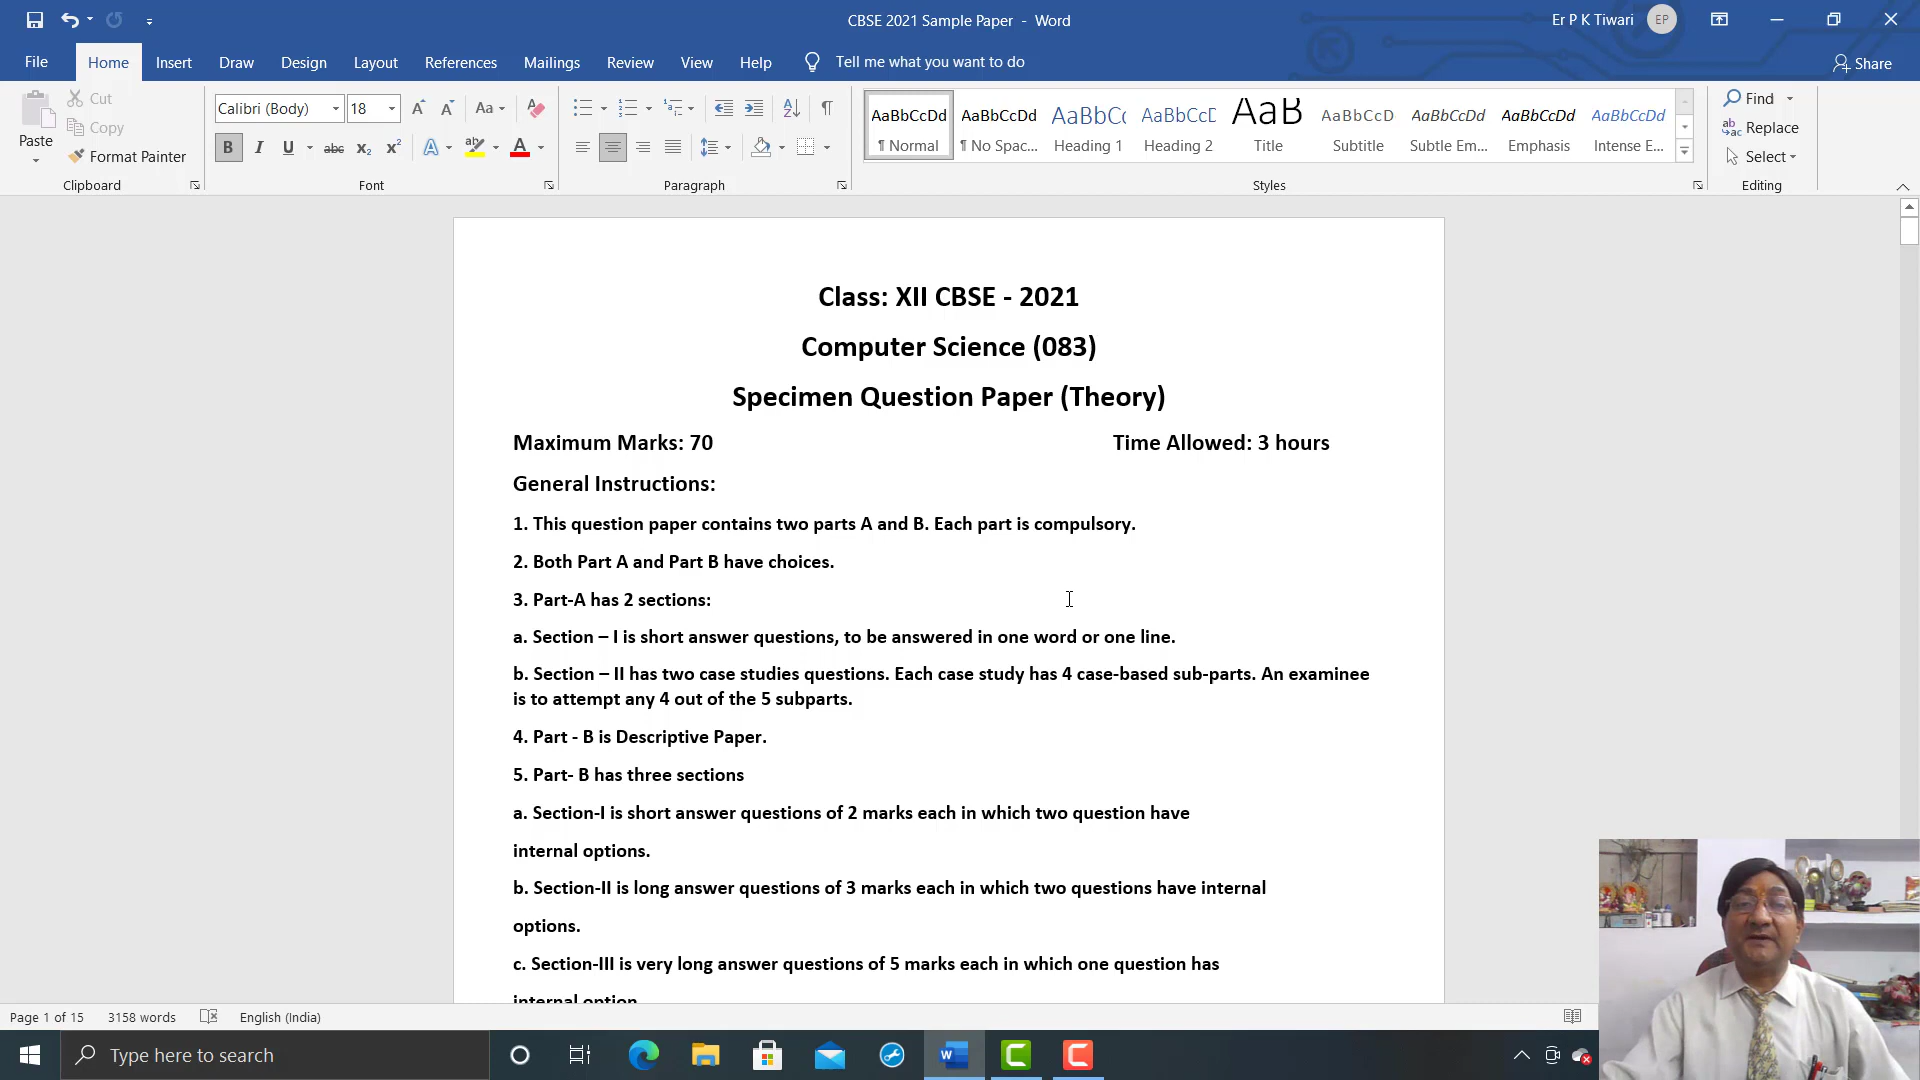 CBSE 2021 Sample Paper - Word
Er P K Tiwari
EP
File
Home
Insert
Draw
Design
Layout
References
Mailings
Review
View
Help
Tell me what you want to do
Share
Paste
Cut
Copy
Format Painter
Clipboard
Calibri (Body)
18
Font
Paragraph
AaBbCcDd
¶ Normal
AaBbCcDd
¶ No Spac...
AaBbCc
Heading 1
AaBbCcD
Heading 2
AaB
Title
AaBbCcD
Subtitle
AaBbCcDd
Subtle Em...
AaBbCcDd
Emphasis
AaBbCcDd
Intense E...
Styles
Find
Replace
Select
Editing
Class: XII CBSE - 2021
Computer Science (083)
Specimen Question Paper (Theory)
Maximum Marks: 70 Time Allowed: 3 hours
General Instructions:
1. This question paper contains two parts A and B. Each part is compulsory.
2. Both Part A and Part B have choices.
3. Part-A has 2 sections:
a. Section – I is short answer questions, to be answered in one word or one line.
b. Section – II has two case studies questions. Each case study has 4 case-based sub-parts. An examinee
is to attempt any 4 out of the 5 subparts.
4. Part - B is Descriptive Paper.
5. Part- B has three sections
a. Section-I is short answer questions of 2 marks each in which two question have
internal options.
b. Section-II is long answer questions of 3 marks each in which two questions have internal
options.
c. Section-III is very long answer questions of 5 marks each in which one question has
internal option.
Page 1 of 15
3158 words
English (India)
Type here to search